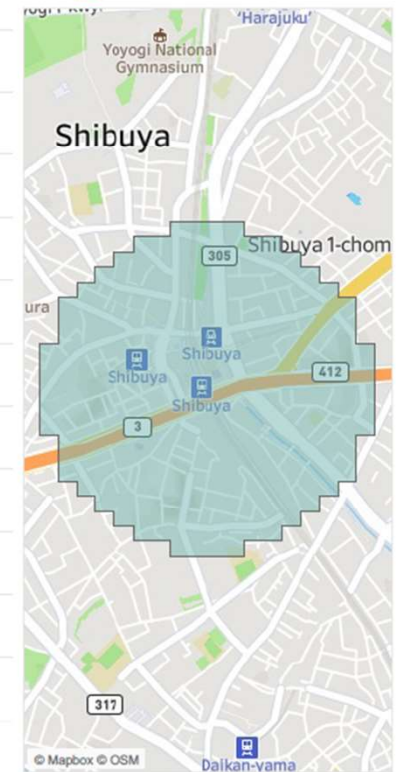 'Harajuku'
Yoyogi National
Gymnasium
Shibuya
305
Shibuya 1-chom
ura
Shibuya
Shibuya
412
Shibuya
3
317
© Mapbox © OSM
Daikan-yama